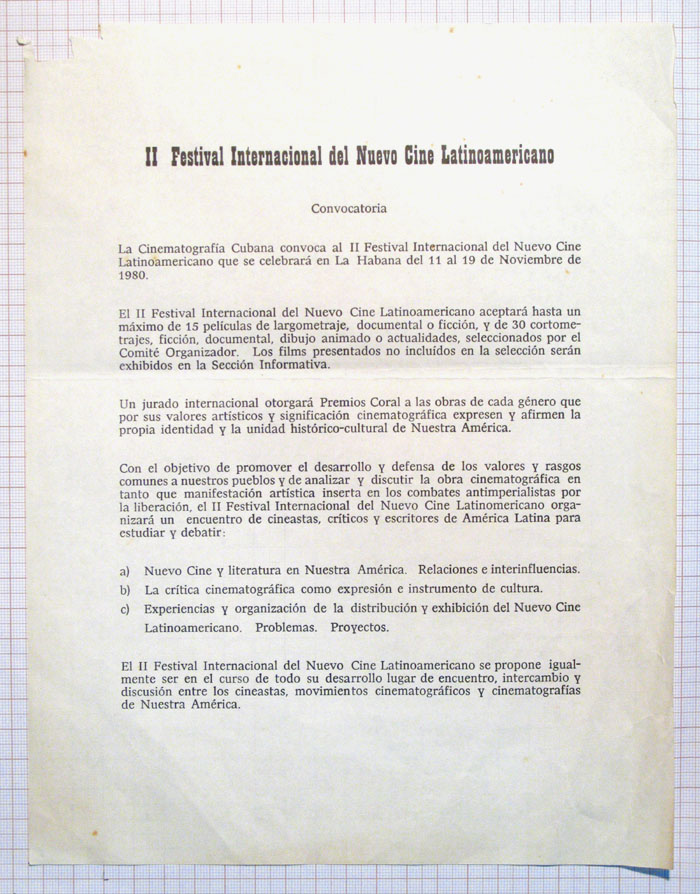 II Festival Internacional del Nuevo Cine Latinoamericano
Convocatoria
La Cinematografía Cubana convoca al II Festival Internacional del Nuevo Cine
Latinoamericano que se celebrará en La Habana del 11 al 19 de Noviembre de
1980.
El II Festival Internacional del Nuevo Cine Latinoamericano aceptará hasta un
máximo de 15 películas de largometraje, documental o ficción, y de 30 cortome-
trajes, ficción, documental, dibujo animado o actualidades, seleccionados por el
Comité Organizador. Los films presentados no incluídos en la selección serán
exhibidos en la Sección Informativa.
Un jurado internacional otorgará Premios Coral a las obras de cada género que
por sus valores artísticos y significación cinematográfica expresen y afirmen la
propia identidad y la unidad histórico-cultural de Nuestra América.
Con el objetivo de promover el desarrollo y defensa de los valores y rasgos
comunes a nuestros pueblos y de analizar y discutir la obra cinematográfica en
tanto que manifestación artística inserta en los combates antimperialistas por
la liberación, el II Festival Internacional del Nuevo Cine Latinomericano orga-
nizará un encuentro de cineastas, críticos y escritores de América Latina para
estudiar y debatir:
a) Nuevo Cine y literatura en Nuestra América. Relaciones e interinfluencias.
b) La crítica cinematográfica como expresión e instrumento de cultura.
c) Experiencias y organización de la distribución y exhibición del Nuevo Cine
Latinoamericano. Problemas. Proyectos.
El II Festival Internacional del Nuevo Cine Latinoamericano se propone igual-
mente ser en el curso de todo su desarrollo lugar de encuentro, intercambio y
discusión entre los cineastas, movimientos cinematográficos y cinematografías
de Nuestra América.